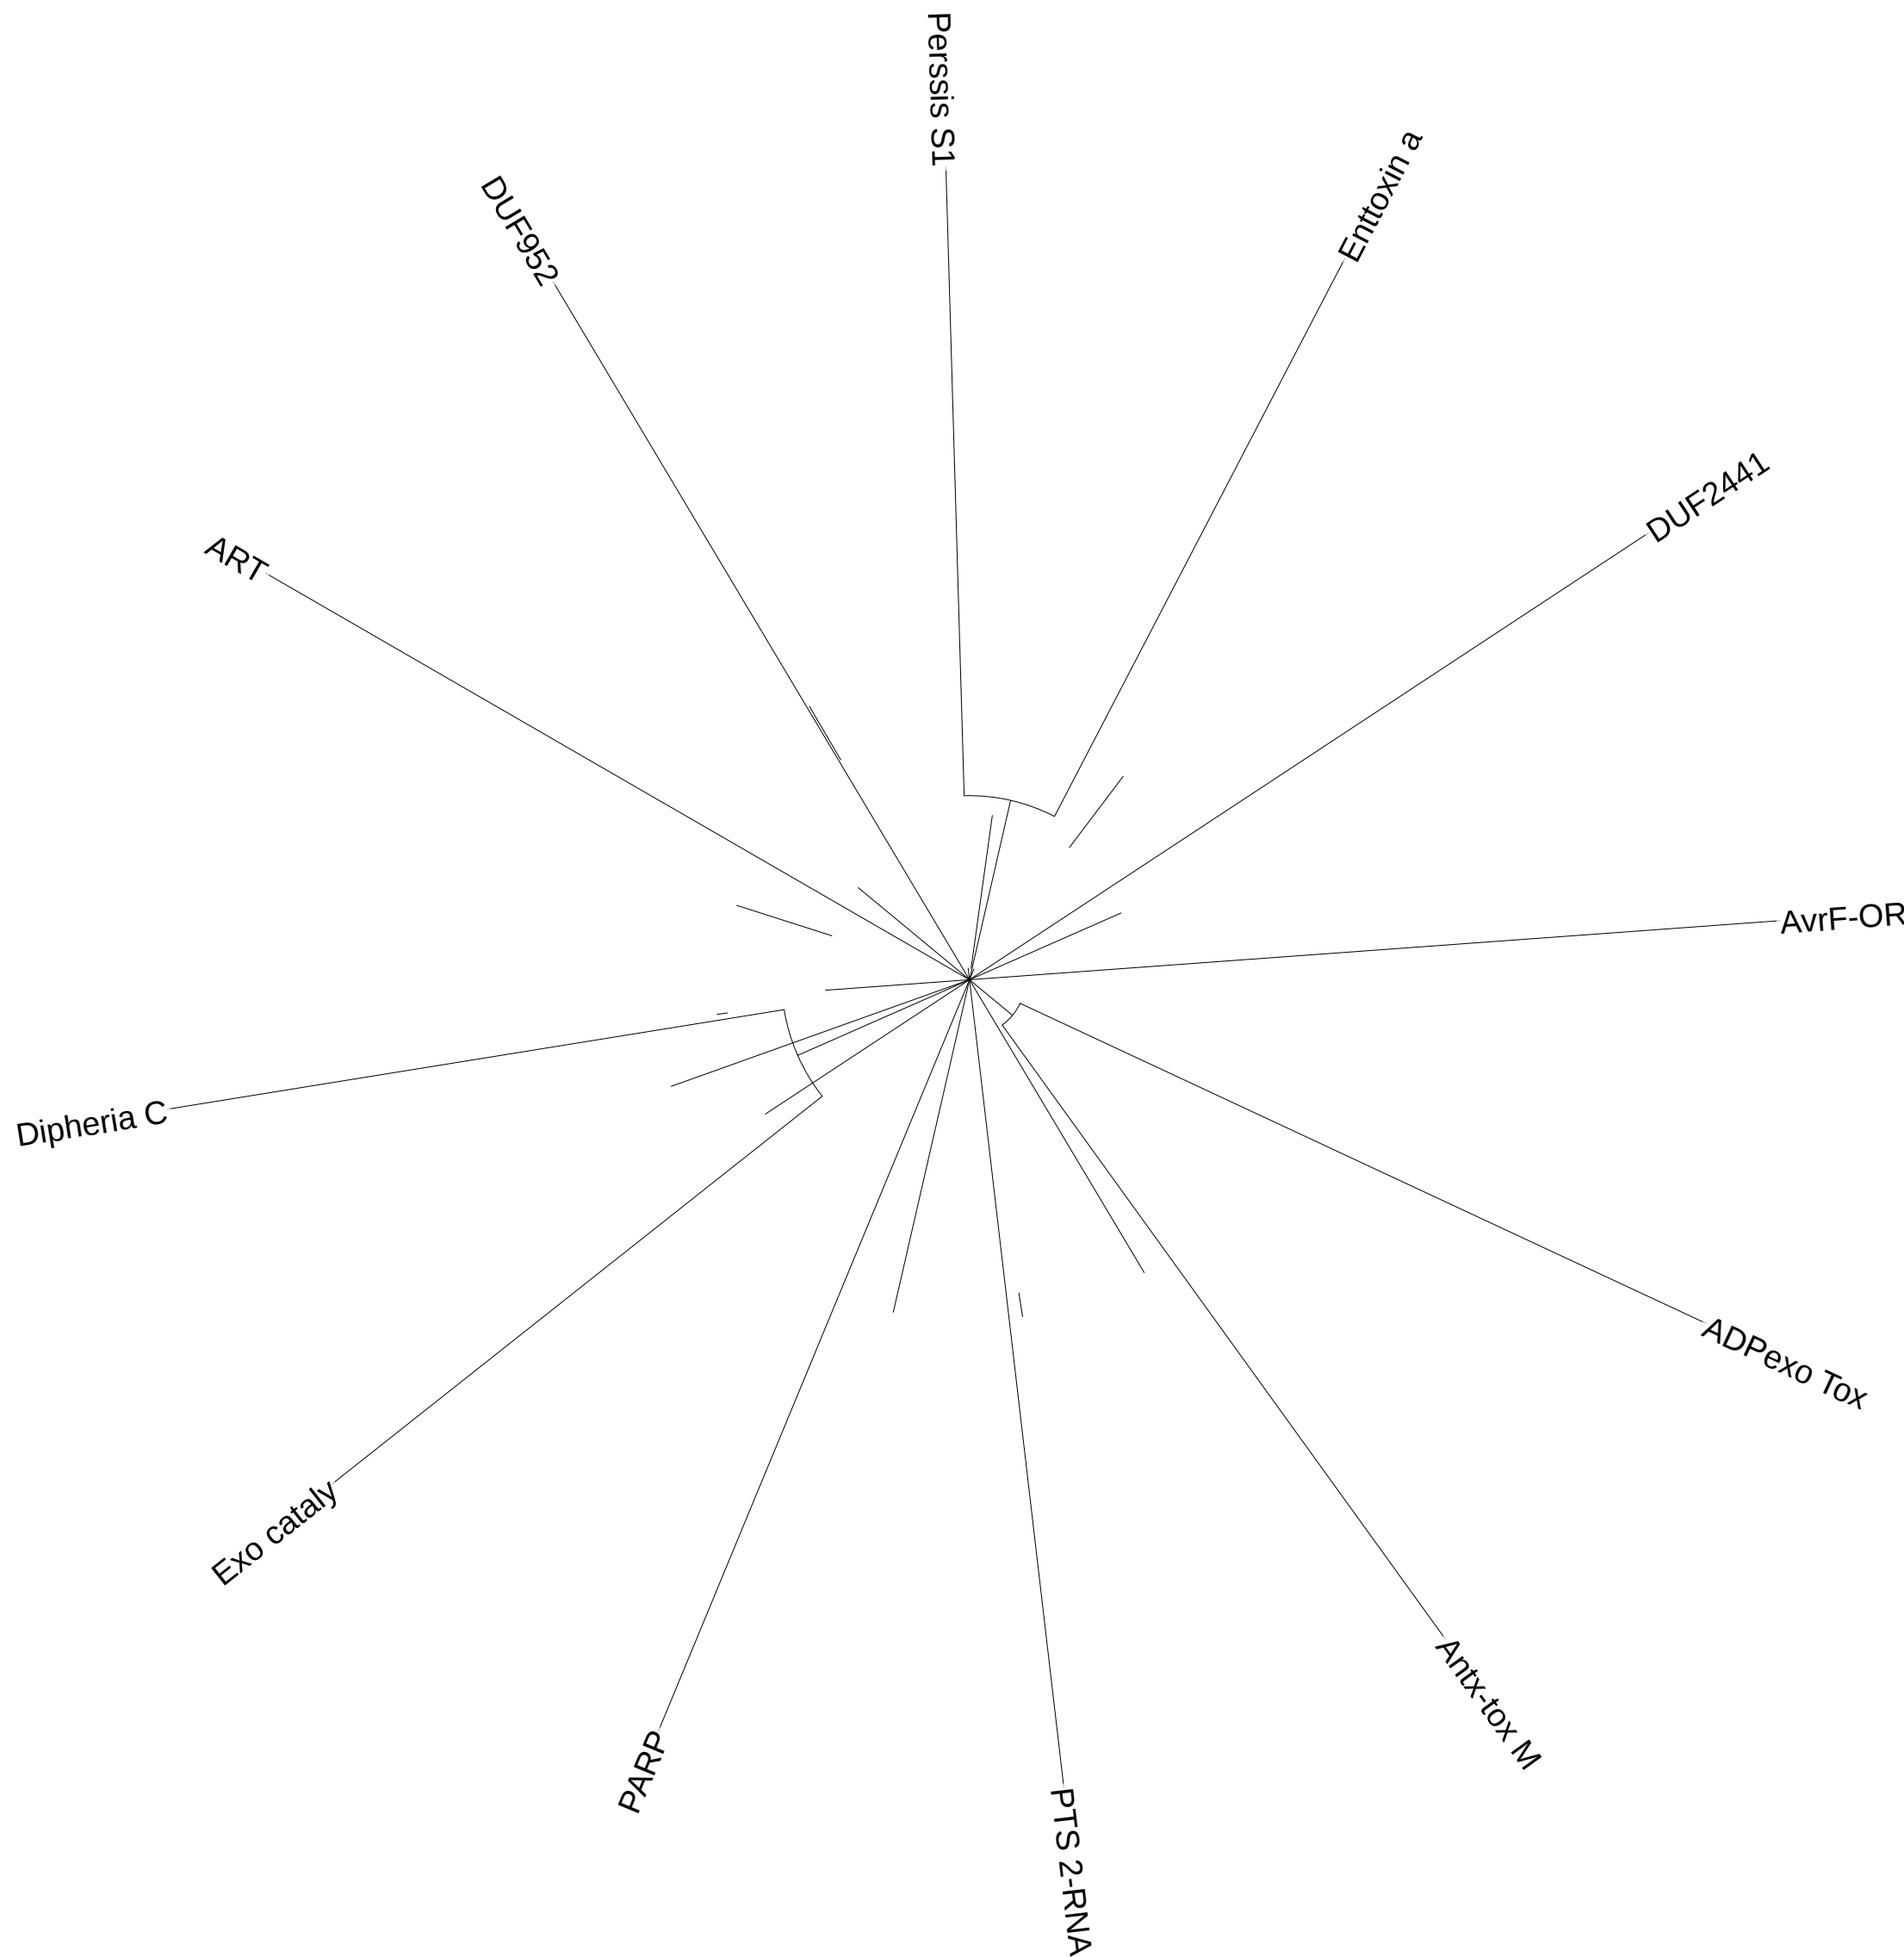 Perssis S1
Enttoxin a
DUF952
DUF2441
ART
AvrF-OR
Dipheria C
ADPexo Tox
Exo cataly
Antx-tox M
PARP
PTS 2-RNA